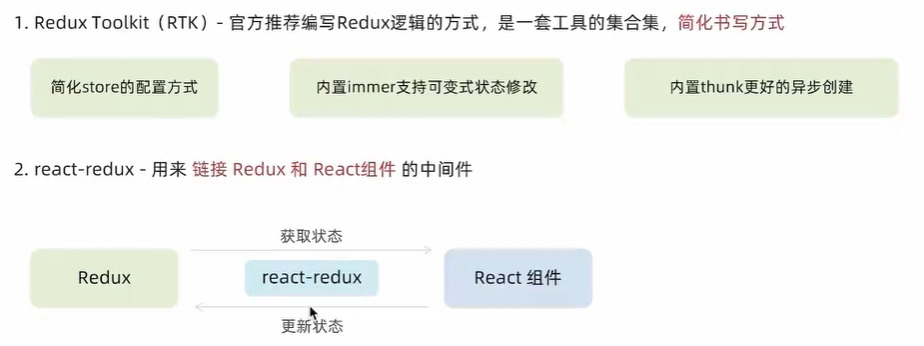 1. Redux Toolkit（RTK）- 官方推荐编写Redux逻辑的方式，是一套工具的集合集，简化书写方式
简化store的配置方式
内置immer支持可变式状态修改
内置thunk更好的异步创建
2. react-redux - 用来 链接 Redux 和 React组件 的中间件
获取状态
Redux
react-redux
React 组件
更新状态